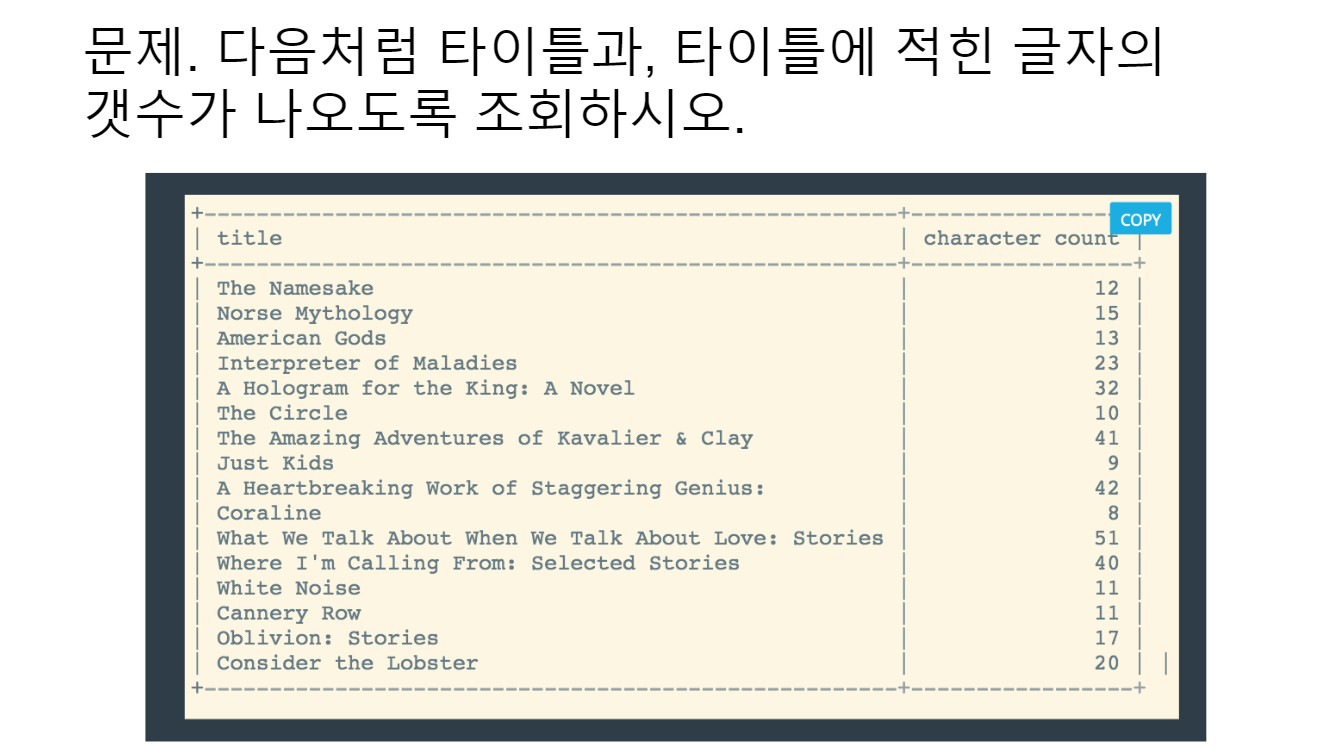 문제. 다음처럼 타이틀과, 타이틀에 적힌 글자의
갯수가 나오도록 조회하시오.
COPY
title | character count
The Namesake | 12
Norse Mythology | 15
American Gods | 13
Interpreter of Maladies | 23
A Hologram for the King: A Novel | 32
The Circle | 10
The Amazing Adventures of Kavalier & Clay | 41
Just Kids | 9
A Heartbreaking Work of Staggering Genius: | 42
Coraline | 8
What We Talk About When We Talk About Love: Stories | 51
Where I'm Calling From: Selected Stories | 40
White Noise | 11
Cannery Row | 11
Oblivion: Stories | 17
Consider the Lobster | 20